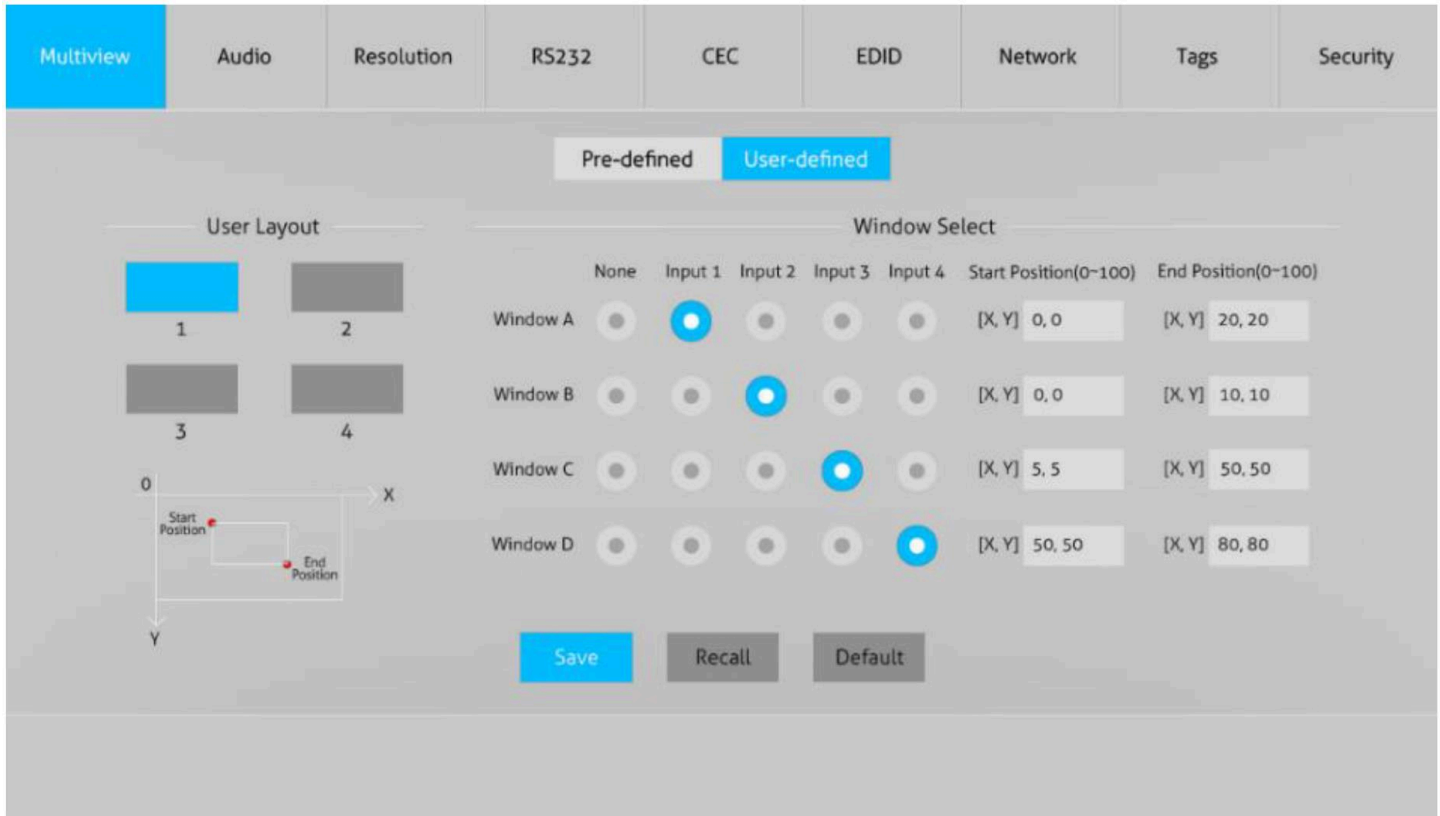 Multiview Audio Resolution RS232 CEC EDID Network Tags Security
Pre-defined User-defined
User Layout
1 2
3 4
0
X
Start
Position
End
Position
Y
Window Select
None Input 1 Input 2 Input 3 Input 4 Start Position(0~100) End Position(0~100)
Window A [X, Y] 0, 0 [X, Y] 20, 20
Window B [X, Y] 0, 0 [X, Y] 10, 10
Window C [X, Y] 5, 5 [X, Y] 50, 50
Window D [X, Y] 50, 50 [X, Y] 80, 80
Save Recall Default